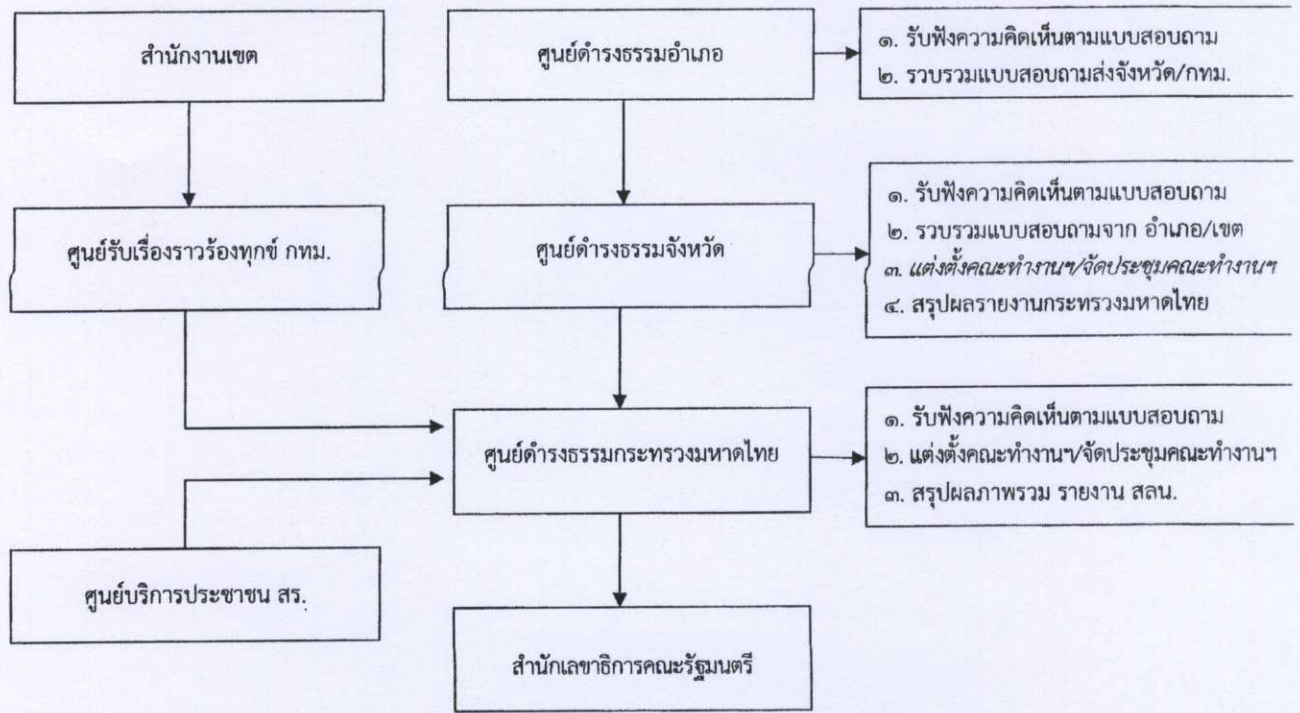 สำนักงานเขต
ศูนย์ดำรงธรรมอำเภอ
๑. รับฟังความคิดเห็นตามแบบสอบถาม
๒. รวบรวมแบบสอบถามส่งจังหวัด/กทม.
ศูนย์รับเรื่องราวร้องทุกข์ กทม.
ศูนย์ดำรงธรรมจังหวัด
๑. รับฟังความคิดเห็นตามแบบสอบถาม
๒. รวบรวมแบบสอบถามจาก อำเภอ/เขต
๓. แต่งตั้งคณะทำงานฯ/จัดประชุมคณะทำงานฯ
๔. สรุปผลรายงานกระทรวงมหาดไทย
ศูนย์ดำรงธรรมกระทรวงมหาดไทย
๑. รับฟังความคิดเห็นตามแบบสอบถาม
๒. แต่งตั้งคณะทำงานฯ/จัดประชุมคณะทำงานฯ
๓. สรุปผลภาพรวม รายงาน สลน.
ศูนย์บริการประชาชน สร.
สำนักเลขาธิการคณะรัฐมนตรี